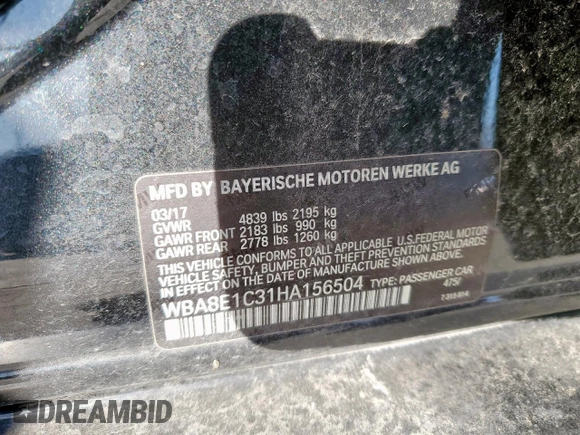 MFD BY BAYERISCHE MOTOREN WERKE AG
03/17
GVWR 4839 lbs 2195 kg
GAWR FRONT 2183 lbs 990 kg
GAWR REAR 2778 lbs 1260 kg
THIS VEHICLE CONFORMS TO ALL APPLICABLE U.S. FEDERAL MOTOR
VEHICLE SAFETY, BUMPER, AND THEFT PREVENTION STANDARDS
IN EFFECT ON THE DATE OF MANUFACTURE SHOWN ABOVE.
WBA8E1C31HA156504 TYPE: PASSENGER CAR
475/
DREAMBID